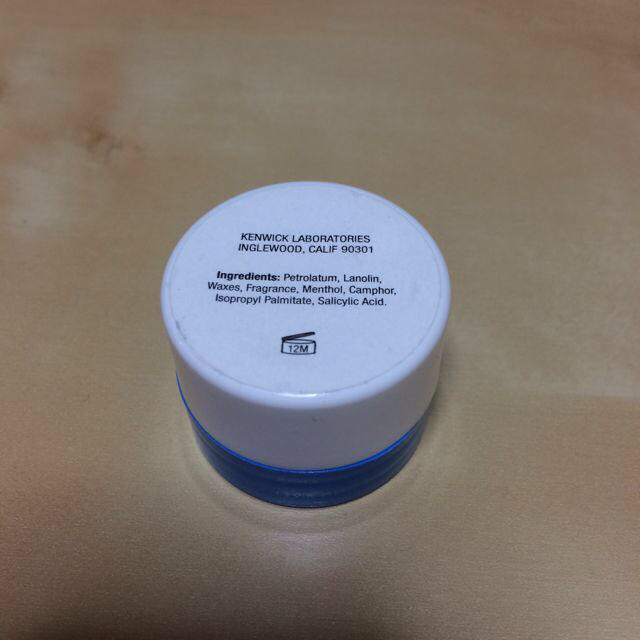 KENWICK LABORATORIES
INGLEWOOD, CALIF 90301
Ingredients: Petrolatum, Lanolin,
Waxes, Fragrance, Menthol, Camphor,
Isopropyl Palmitate, Salicylic Acid.
12M